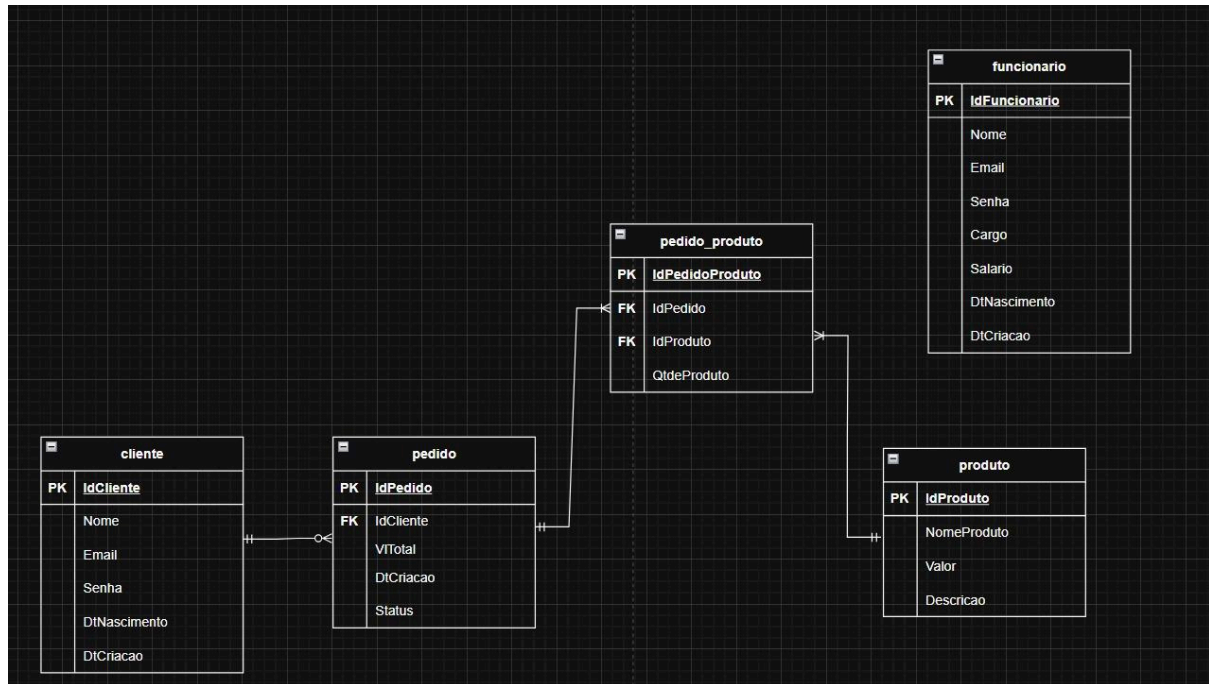 funcionario
PK IdFuncionario
Nome
Email
Senha
Cargo
Salario
DtNascimento
DtCriacao
pedido_produto
PK IdPedidoProduto
FK IdPedido
FK IdProduto
QtdeProduto
cliente
PK IdCliente
Nome
Email
Senha
DtNascimento
DtCriacao
pedido
PK IdPedido
FK IdCliente
VlTotal
DtCriacao
Status
produto
PK IdProduto
NomeProduto
Valor
Descricao